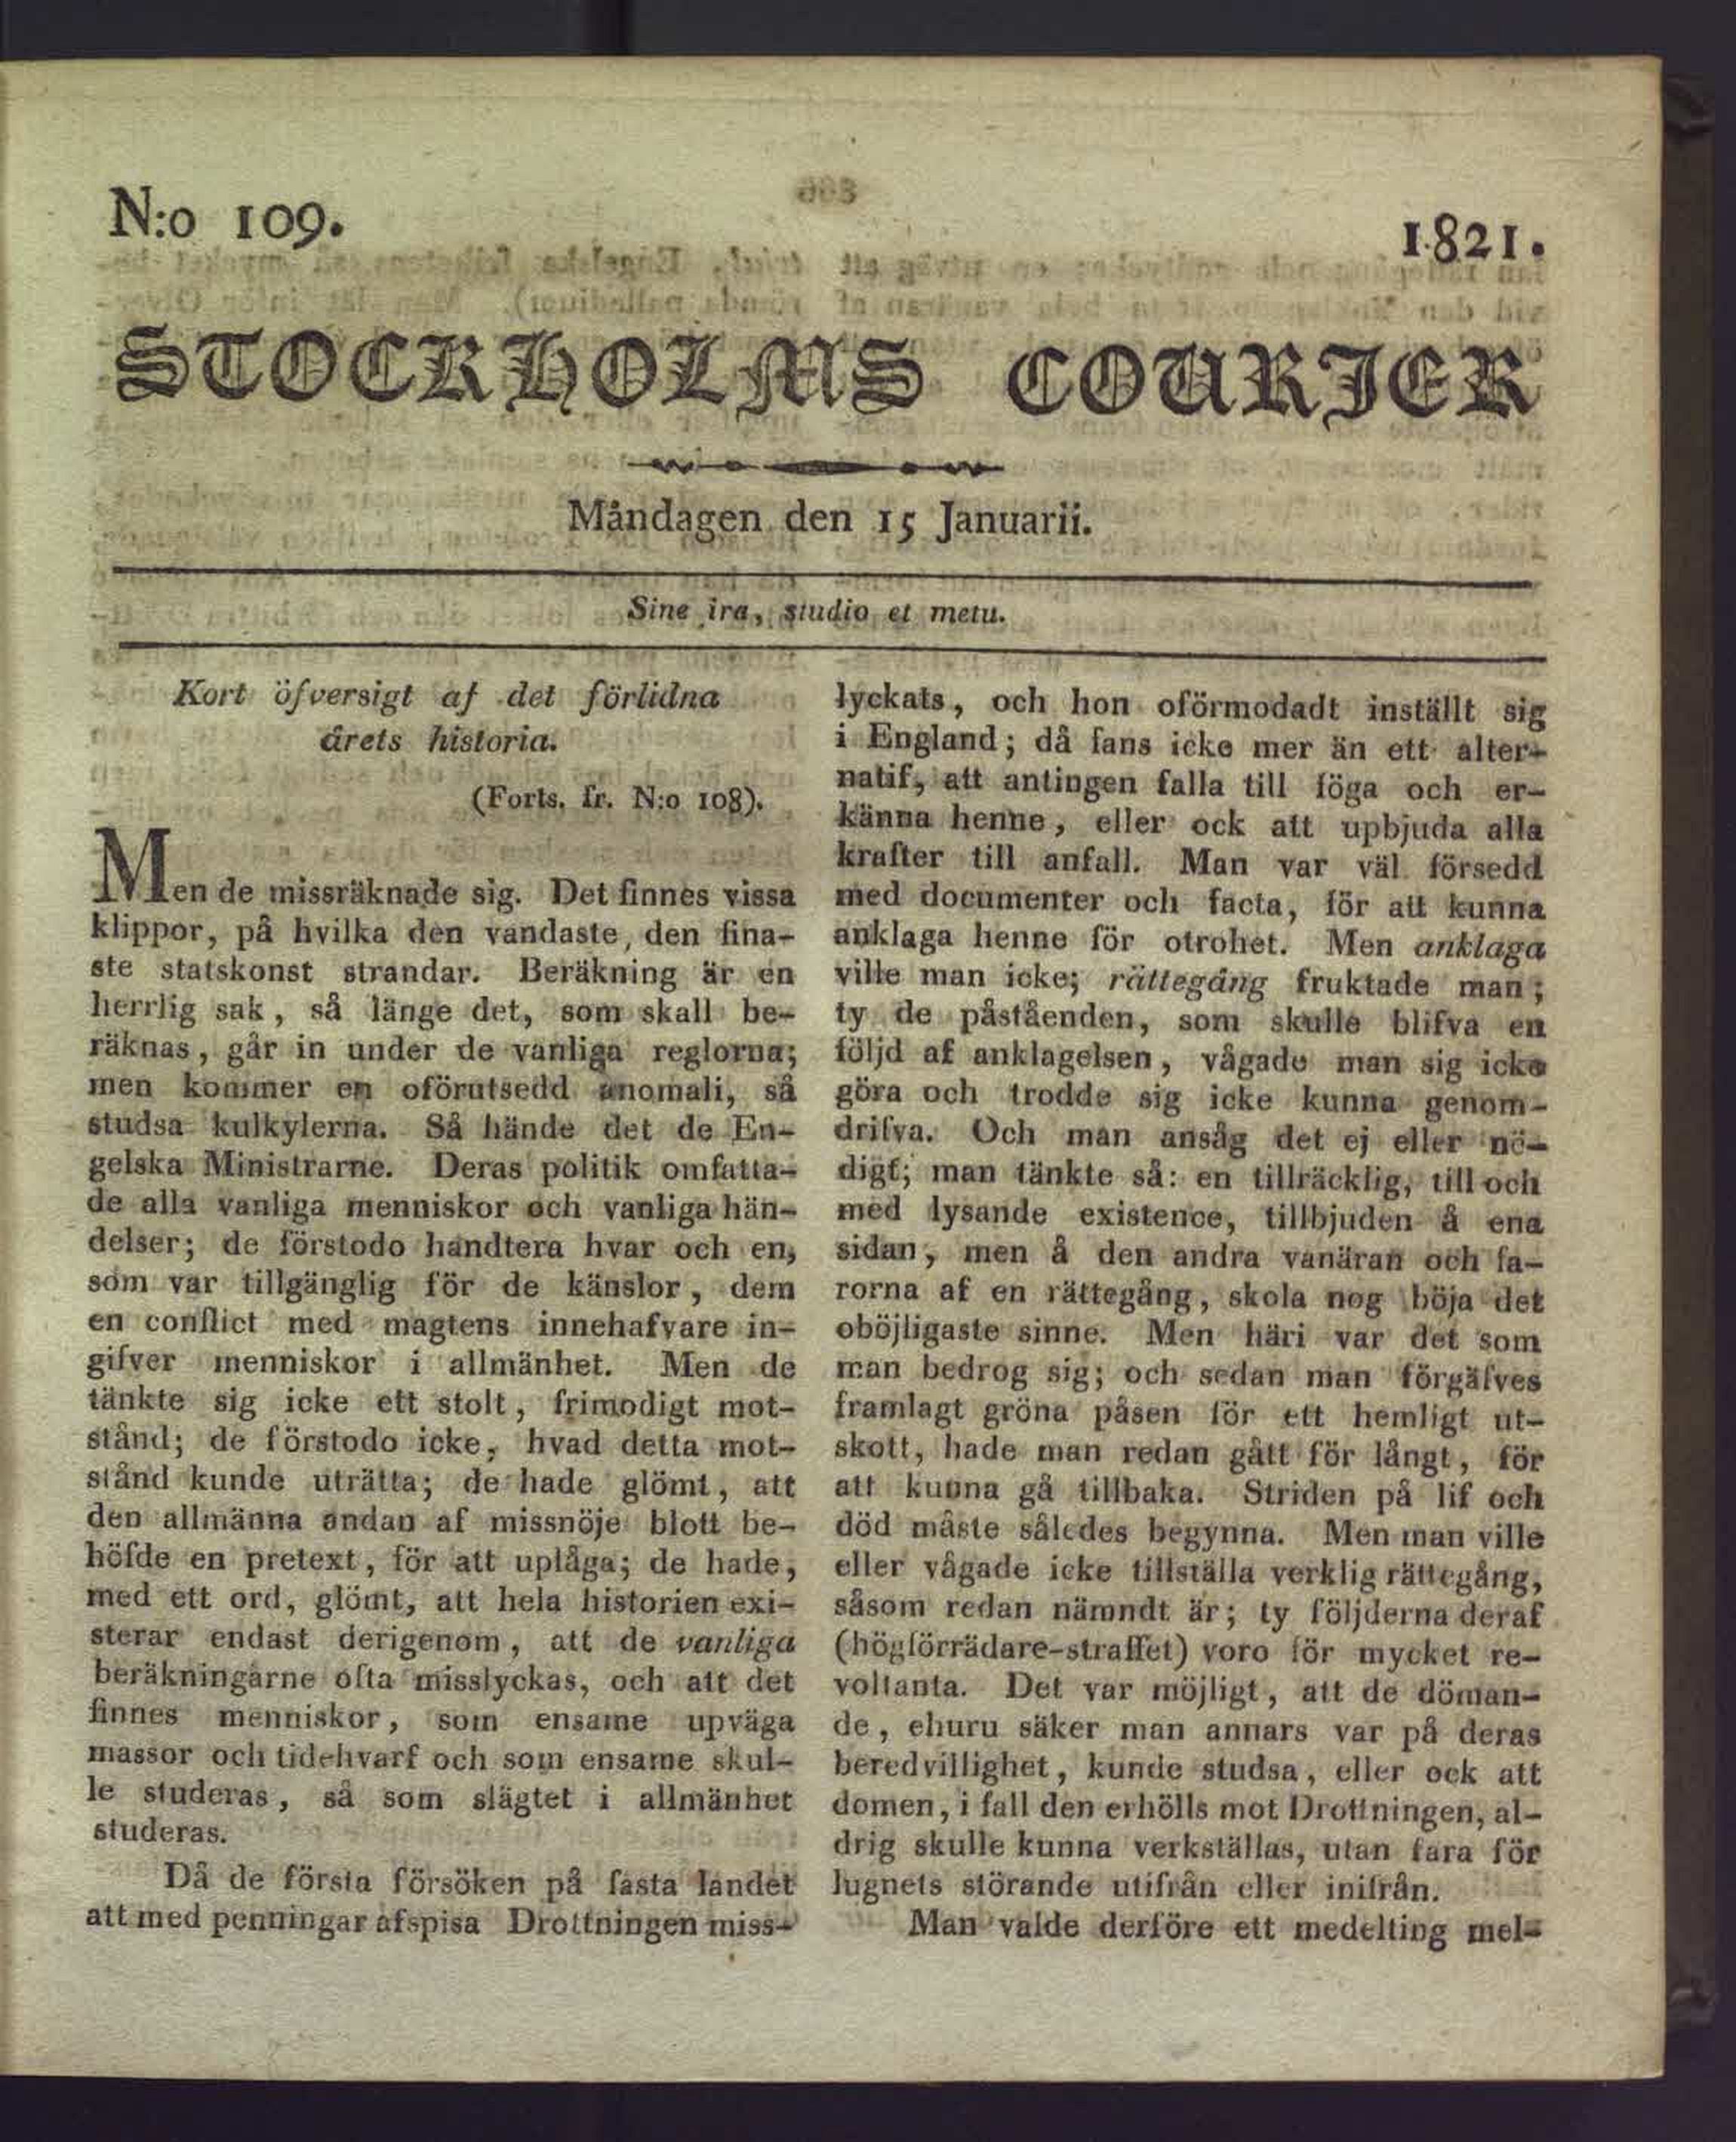 N:o 109.
1821.
STOCKHOLMS COURIER
Måndagen den 15 Januarii.
Sine ira, studio et metu.
Kort öfversigt af det förlidna
årets historia.
(Forts. fr. N:o 108).
Men de missräknade sig. Det finnes vissa
klippor, på hvilka den vandaste, den fina-
ste statskonst strandar. Beräkning är en
herrlig sak, så länge det, som skall be-
räknas, går in under de vanliga reglorna;
men kommer en oförutsedd anomali, så
studsa kulkylerna. Så hände det de En-
gelska Ministrarne. Deras politik omfatta-
de alla vanliga menniskor och vanliga hän-
delser; de förstodo handtera hvar och en,
som var tillgänglig för de känslor, dem
en conflict med magtens innehafvare in-
gifver menniskor i allmänhet. Men de
tänkte sig icke ett stolt, frimodigt mot-
stånd; de förstodo icke, hvad detta mot-
stånd kunde uträtta; de hade glömt, att
den allmänna andan af missnöje blott be-
höfde en pretext, för att uplåga; de hade,
med ett ord, glömt, att hela historien exi-
sterar endast derigenom, att de vanliga
beräkningarne ofta misslyckas, och att det
finnes menniskor, som ensame upväga
massor och tidehvarf och som ensame skul-
le studeras, så som slägtet i allmänhet
studeras.
Då de första försöken på fasta landet
att med penningar afspisa Drottningen miss-
lyckats, och hon oförmodadt inställt sig
i England; då fans icke mer än ett alter-
natif, att antingen falla till föga och er-
känna henne, eller ock att upbjuda alla
krafter till anfall. Man var väl försedd
med documenter och facta, för att kunna
anklaga henne för otrohet. Men anklaga
ville man icke; rättegång fruktade man;
ty de påståenden, som skulle blifva en
följd af anklagelsen, vågade man sig icke
göra och trodde sig icke kunna genom-
drifva. Och man ansåg det ej eller nö-
digt; man tänkte så: en tillräcklig, till och
med lysande existence, tillbjuden å ena
sidan, men å den andra vanäran och fa-
rorna af en rättegång, skola nog böja det
oböjligaste sinne. Men häri var det som
man bedrog sig; och sedan man förgäfves
framlagt gröna påsen för ett hemligt ut-
skott, hade man redan gått för långt, för
att kunna gå tillbaka. Striden på lif och
död måste således begynna. Men man ville
eller vågade icke tillställa verklig rättegång,
såsom redan nämndt är; ty följderna deraf
(högförrädare-straffet) voro för mycket re-
voltanta. Det var möjligt, att de döman-
de, ehuru säker man annars var på deras
beredvillighet, kunde studsa, eller ock att
domen, i fall den erhölls mot Drottningen, al-
drig skulle kunna verkställas, utan fara för
lugnets störande utifrån eller inifrån.
Man valde derföre ett medelting mel-